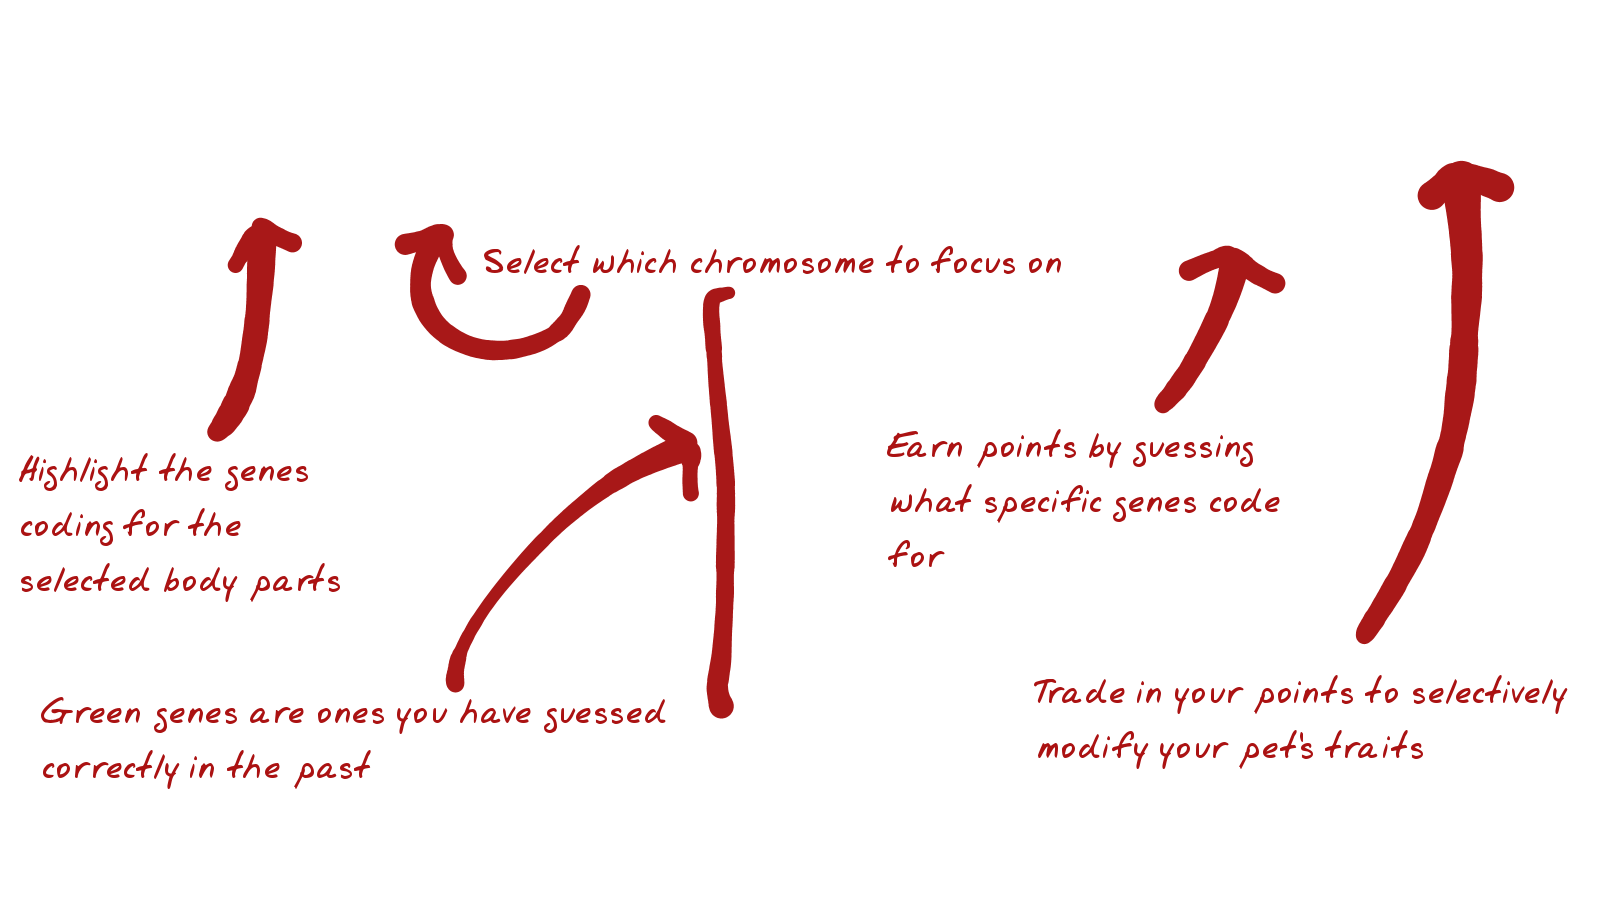 Select which chromosome to focus on
Highlight the genes
coding for the
selected body parts
Earn points by guessing
what specific genes code
for
Green genes are ones you have guessed
correctly in the past
Trade in your points to selectively
modify your pet's traits